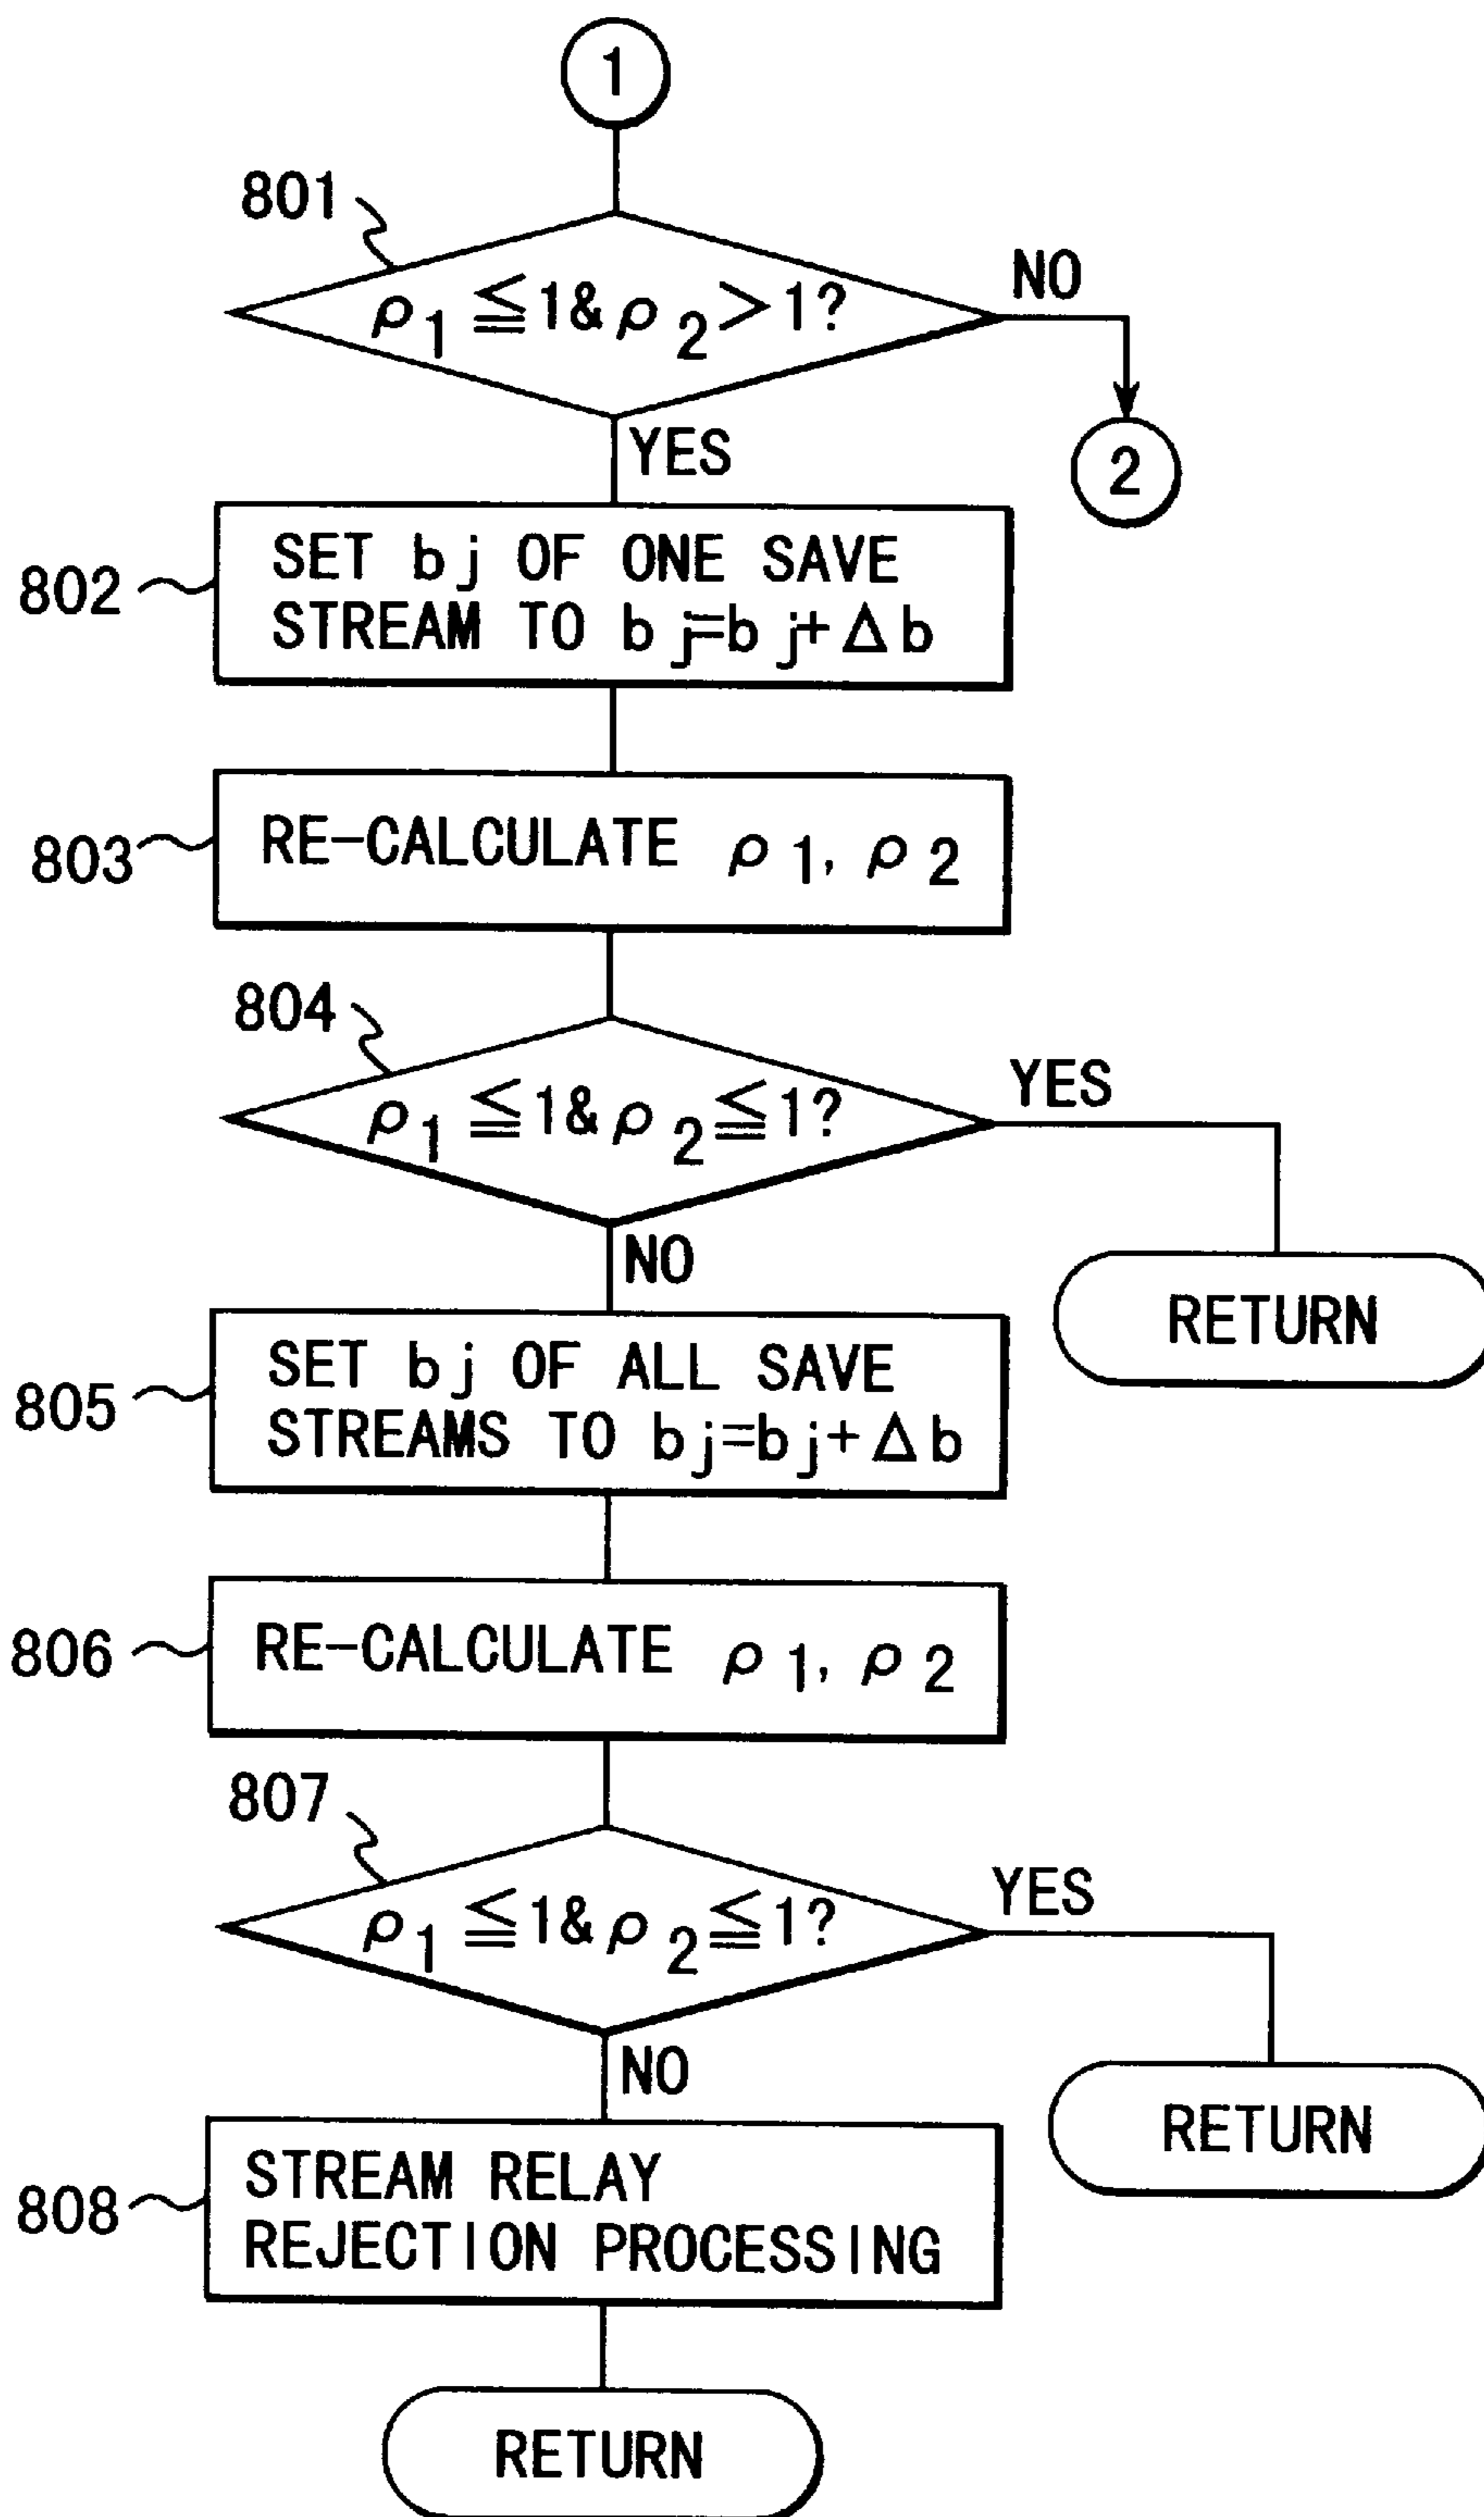 1
801
ρ1 ≦ 1 & ρ2 > 1?
NO
2
YES
802
SET bj OF ONE SAVE
STREAM TO bj=bj+Δb
803
RE-CALCULATE ρ1, ρ2
804
ρ1 ≦ 1 & ρ2 ≦ 1?
YES
NO
RETURN
805
SET bj OF ALL SAVE
STREAMS TO bj=bj+Δb
806
RE-CALCULATE ρ1, ρ2
807
ρ1 ≦ 1 & ρ2 ≦ 1?
YES
NO
RETURN
808
STREAM RELAY
REJECTION PROCESSING
RETURN